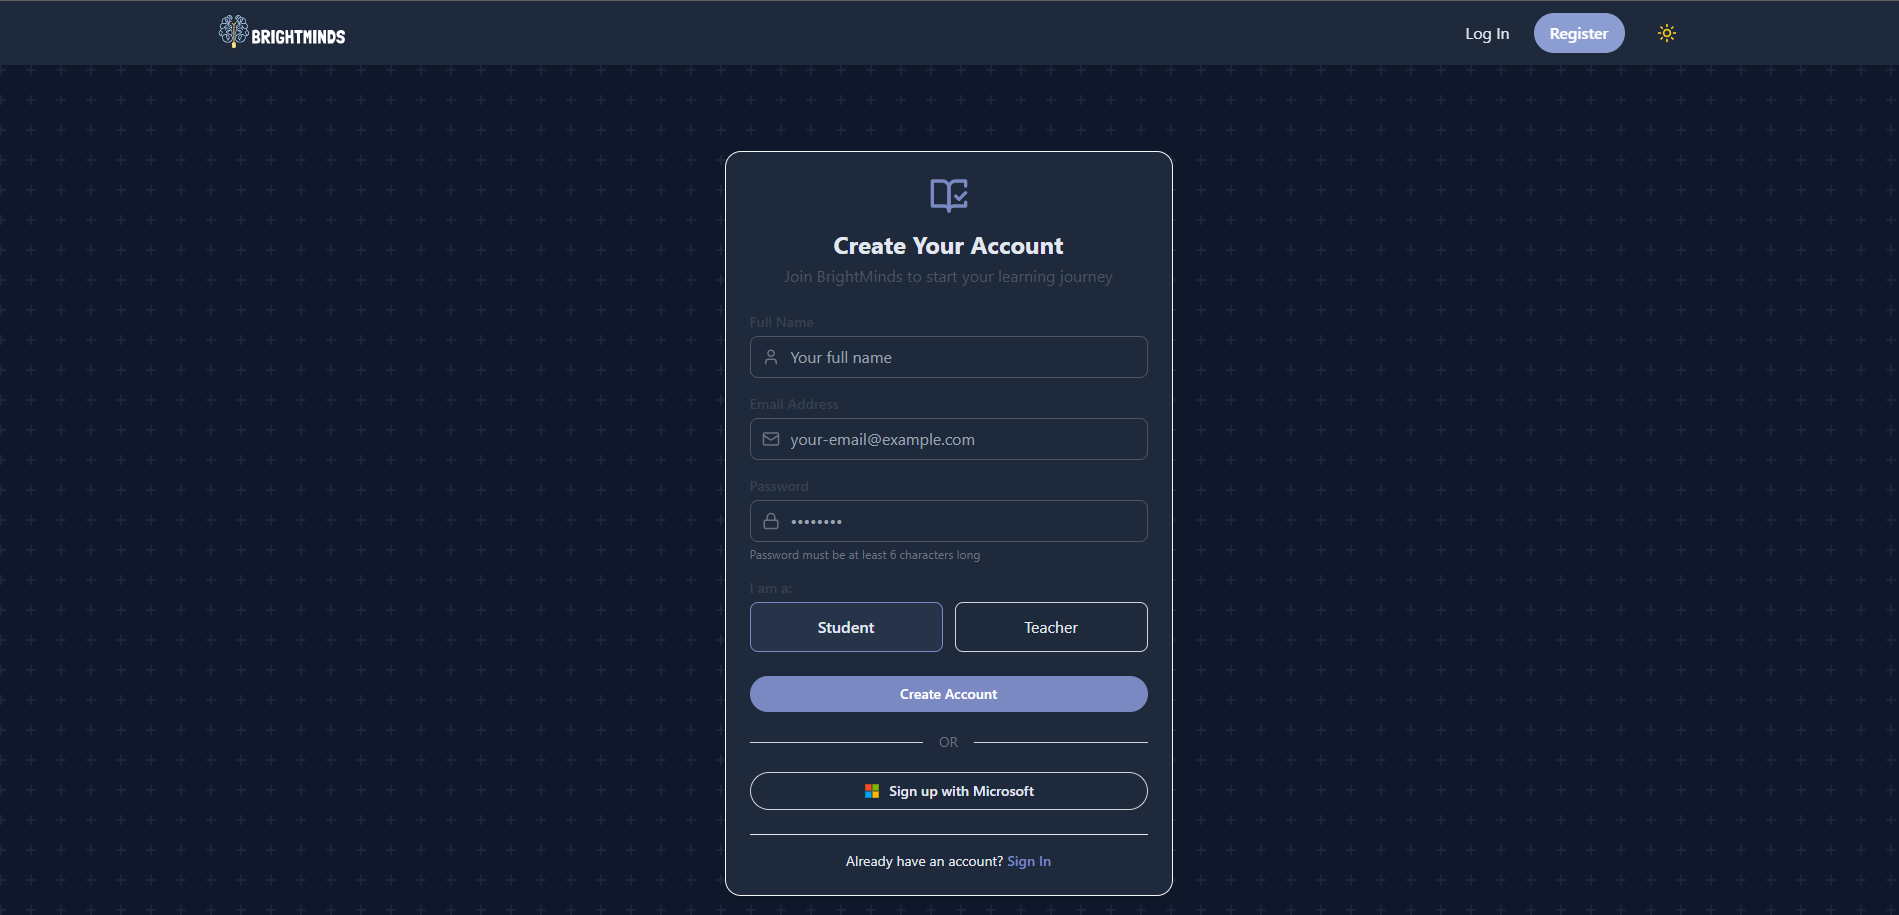 BRIGHTMINDS
Log In
Register
Create Your Account
Join BrightMinds to start your learning journey
Full Name
Your full name
Email Address
your-email@example.com
Password
••••••••
Password must be at least 6 characters long
I am a:
Student
Teacher
Create Account
OR
Sign up with Microsoft
Already have an account? Sign In